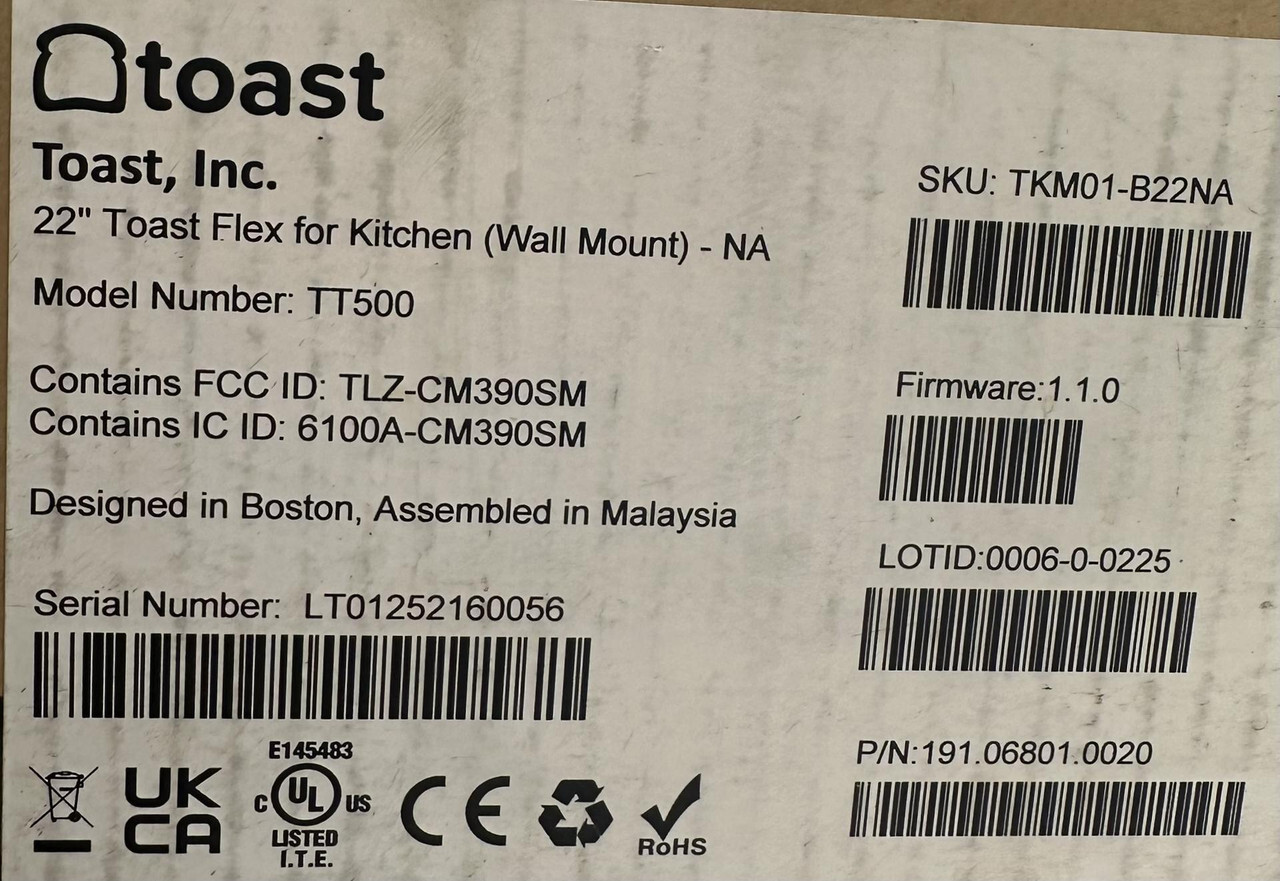 toast
Toast, Inc.
22" Toast Flex for Kitchen (Wall Mount) - NA
Model Number: TT500
Contains FCC ID: TLZ-CM390SM
Contains IC ID: 6100A-CM390SM
Designed in Boston, Assembled in Malaysia
Serial Number: LT01252160056
SKU: TKM01-B22NA
Firmware:1.1.0
LOTID:0006-0-0225
P/N:191.06801.0020
UK
CA
E145483
C UL US
LISTED
I.T.E.
CE
RoHS